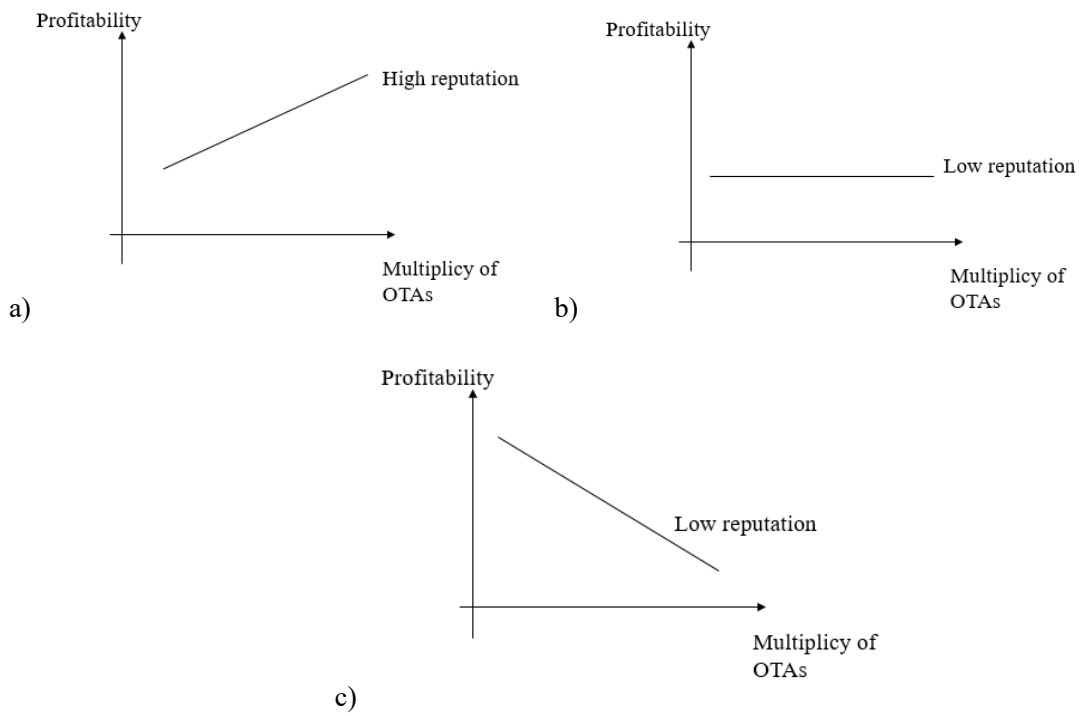 Profitability
High reputation
Multiplicy of
OTAs
a)
Profitability
Low reputation
Multiplicy of
OTAs
b)
Profitability
Low reputation
Multiplicy of
OTAs
c)